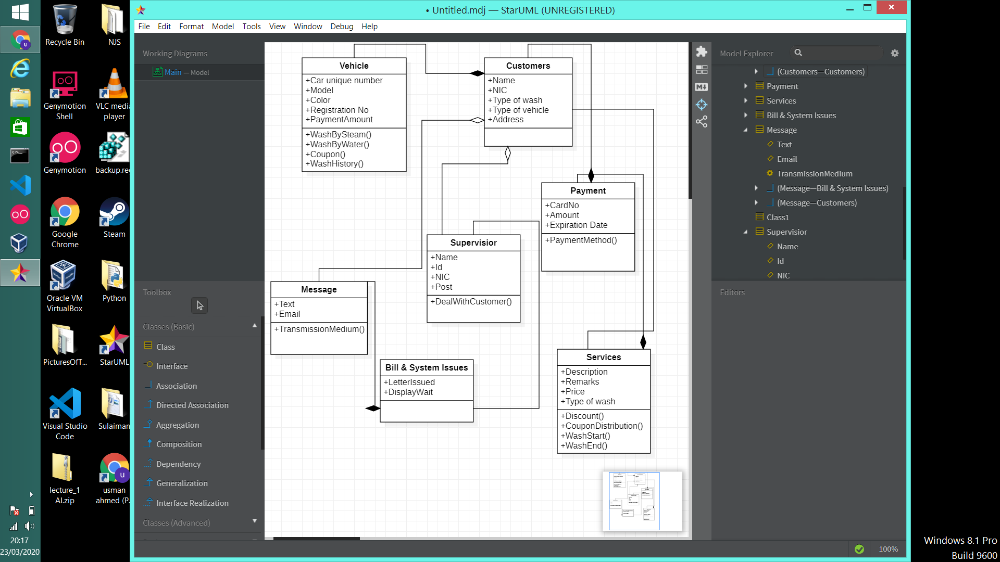 • Untitled.mdj — StarUML (UNREGISTERED)
File Edit Format Model Tools View Window Debug Help
Recycle Bin
NJS
Genymotion Shell
VLC media player
Genymotion
backup.reg
Google Chrome
Steam
Oracle VM VirtualBox
Python
PicturesOfT...
StarUML
Visual Studio Code
Sulaiman
lecture_1 AI.zip
usman ahmed (P...
20:17
23/03/2020
Working Diagrams
Main — Model
Toolbox
Classes (Basic)
Class
Interface
Association
Directed Association
Aggregation
Composition
Dependency
Generalization
Interface Realization
Classes (Advanced)
Vehicle
+Car unique number
+Model
+Color
+Registration No
+PaymentAmount
+WashBySteam()
+WashByWater()
+Coupon()
+WashHistory()
Customers
+Name
+NIC
+Type of wash
+Type of vehicle
+Address
Payment
+CardNo
+Amount
+Expiration Date
+PaymentMethod()
Supervisior
+Name
+Id
+NIC
+Post
+DealWithCustomer()
Message
+Text
+Email
+TransmissionMedium()
Bill & System Issues
+LetterIssued
+DisplayWait
Services
+Description
+Remarks
+Price
+Type of wash
+Discount()
+CouponDistribution()
+WashStart()
+WashEnd()
Model Explorer
(Customers—Customers)
Payment
Services
Bill & System Issues
Message
Text
Email
TransmissionMedium
(Message—Bill & System Issues)
(Message—Customers)
Class1
Supervisior
Name
Id
NIC
Editors
100%
Windows 8.1 Pro
Build 9600